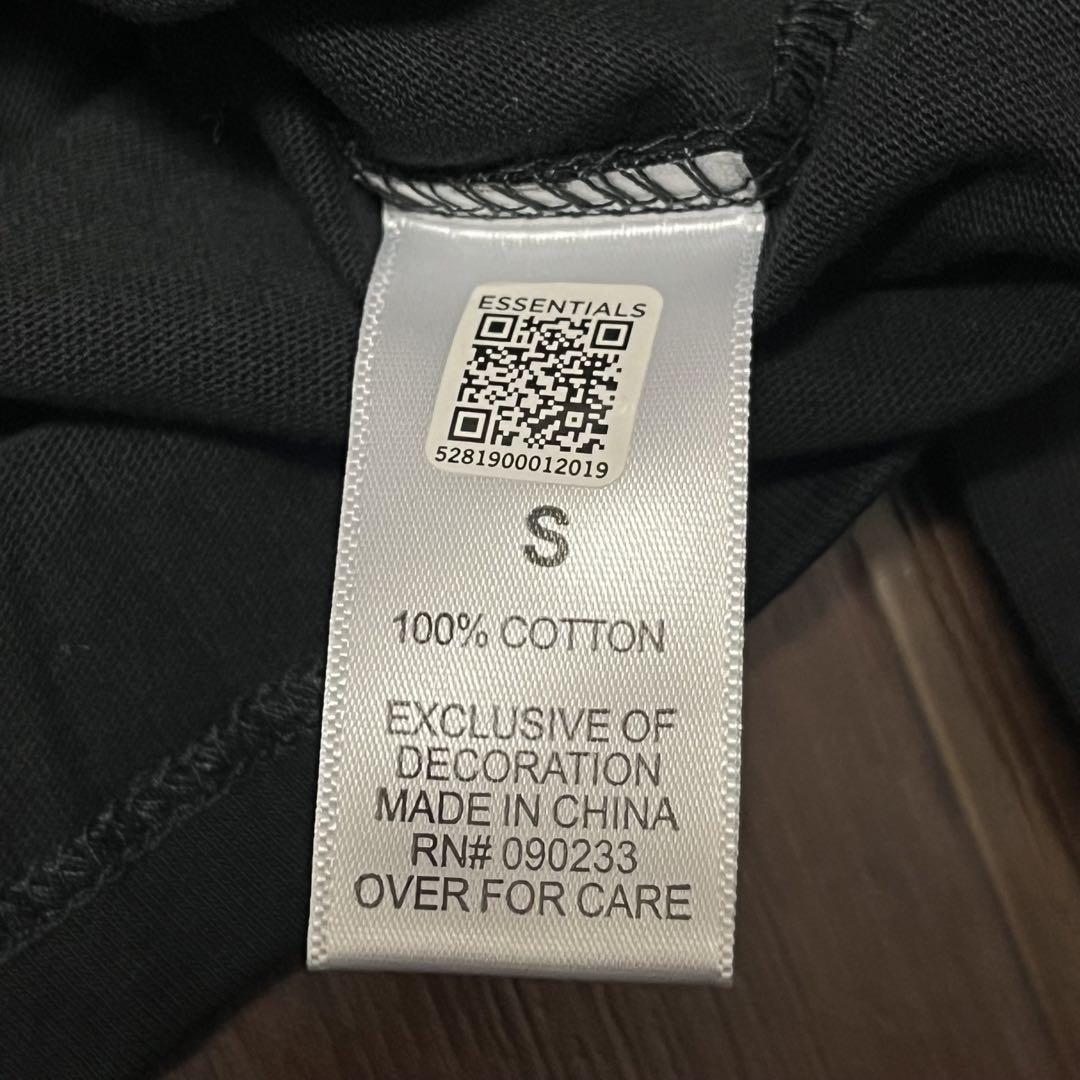 ESSENTIALS
5281900012019
S
100% COTTON
EXCLUSIVE OF
DECORATION
MADE IN CHINA
RN# 090233
OVER FOR CARE